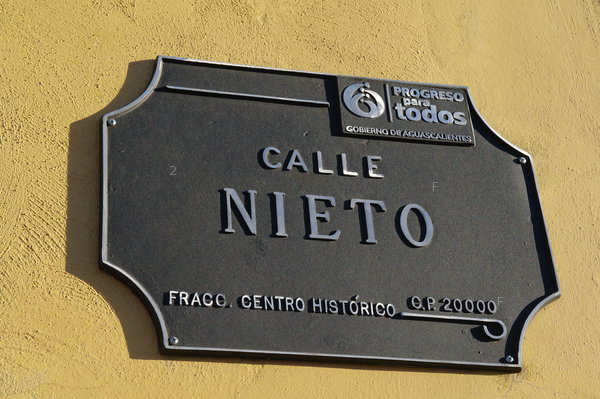 PROGRESO
para
todos
GOBIERNO DE AGUASCALIENTES
CALLE
NIETO
FRACC. CENTRO HISTÓRICO C.P. 20000